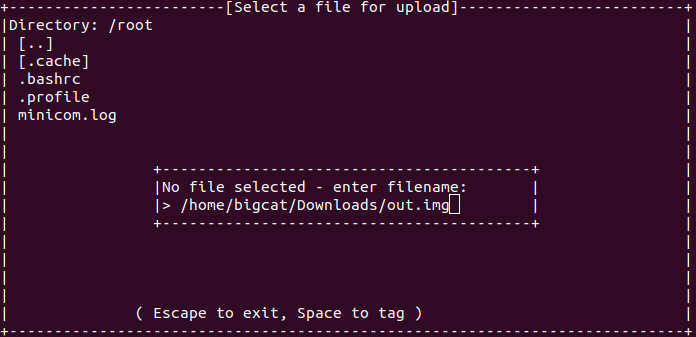 [Select a file for upload]
Directory: /root
[..]
[.cache]
.bashrc
.profile
minicom.log
No file selected - enter filename:
> /home/bigcat/Downloads/out.img
( Escape to exit, Space to tag )